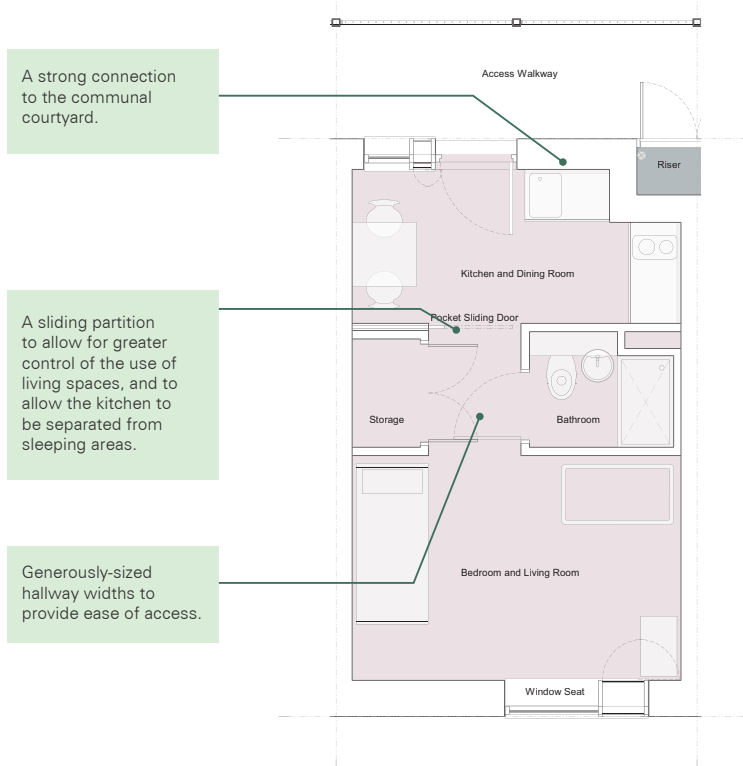 A strong connection
to the communal
courtyard.
Access Walkway
Riser
Kitchen and Dining Room
A sliding partition
to allow for greater
control of the use of
living spaces, and to
allow the kitchen to
be separated from
sleeping areas.
Pocket Sliding Door
Storage
Bathroom
Generously-sized
hallway widths to
provide ease of access.
Bedroom and Living Room
Window Seat